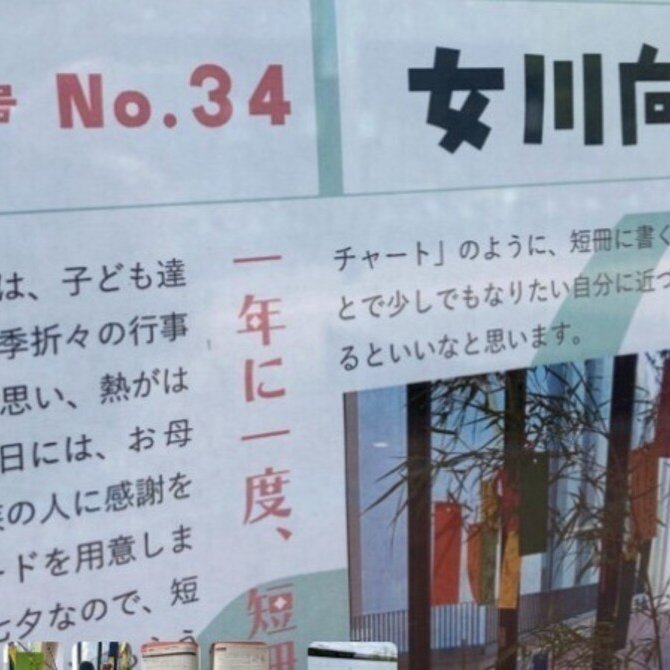 号 No.34
女川向
は、子ども達
季折々の行事
思い、熱がは
日には、お母
の人に感謝を
ードを用意しま
七夕なので、短
一年に一度、短冊
チャート」のように、短冊に書く
とで少しでもなりたい自分に近づ
るといいなと思います。